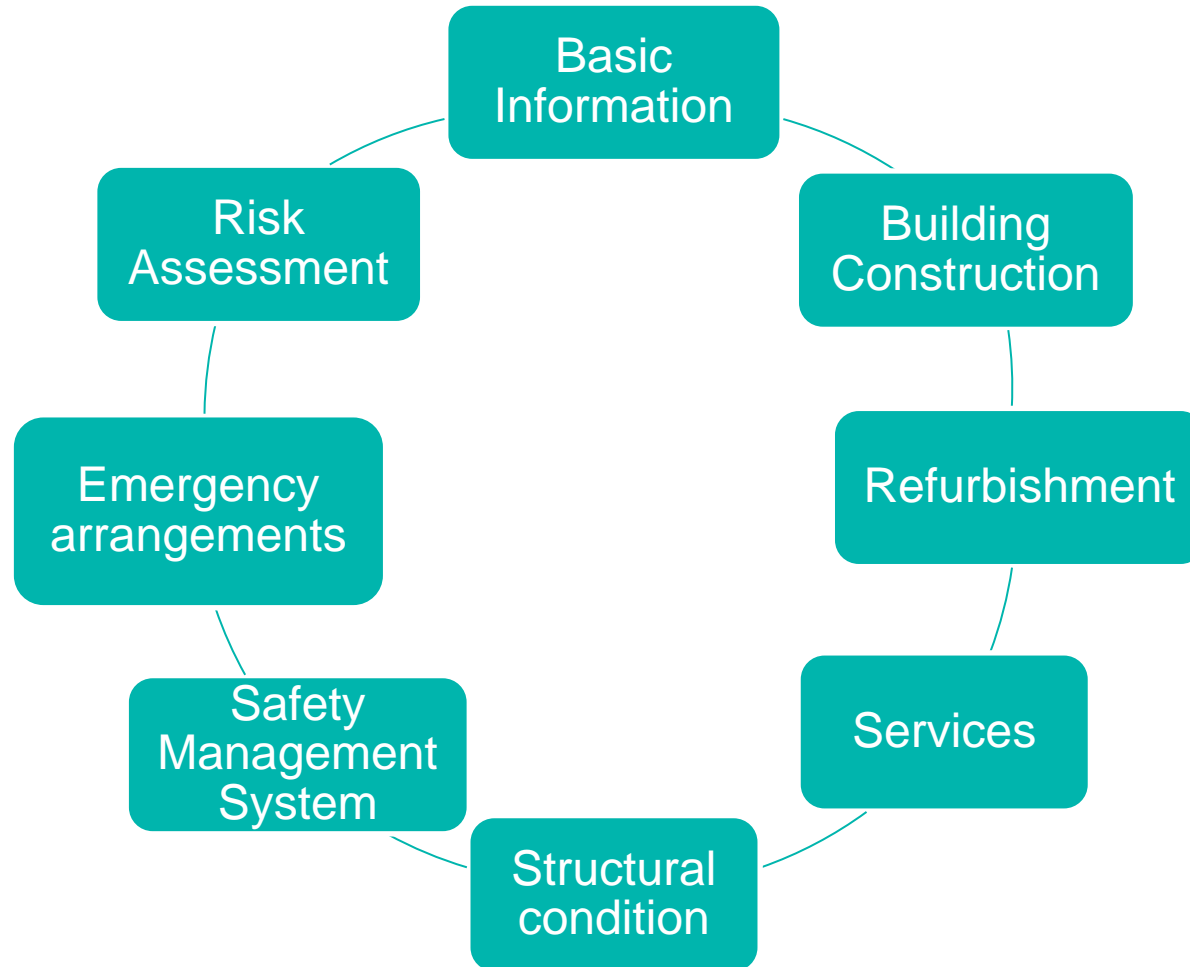 Basic
Information
Building
Construction
Refurbishment
Services
Structural
condition
Safety
Management
System
Emergency
arrangements
Risk
Assessment